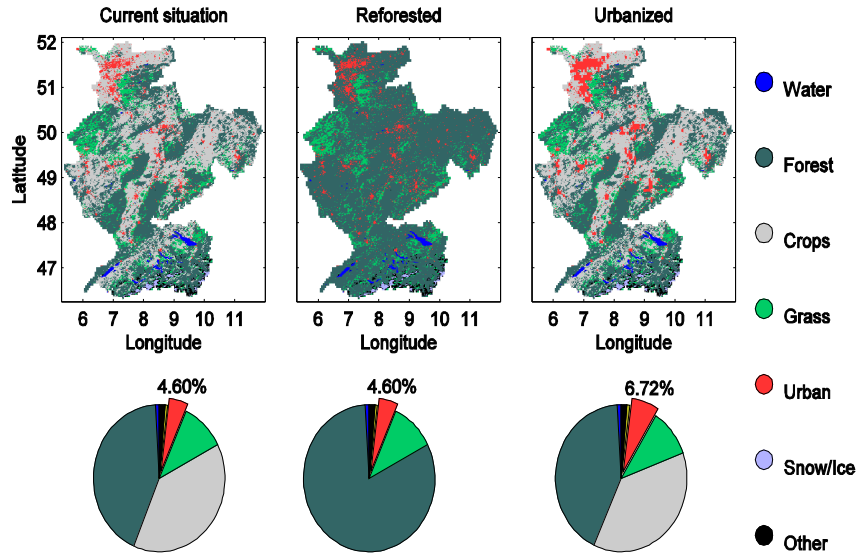 Current situation
Reforested
Urbanized
52
51
50
49
48
47
Latitude
6 7 8 9 10 11
6 7 8 9 10 11
6 7 8 9 10 11
Longitude
Longitude
Longitude
Water
Forest
Crops
Grass
Urban
Snow/Ice
Other
4.60%
4.60%
6.72%